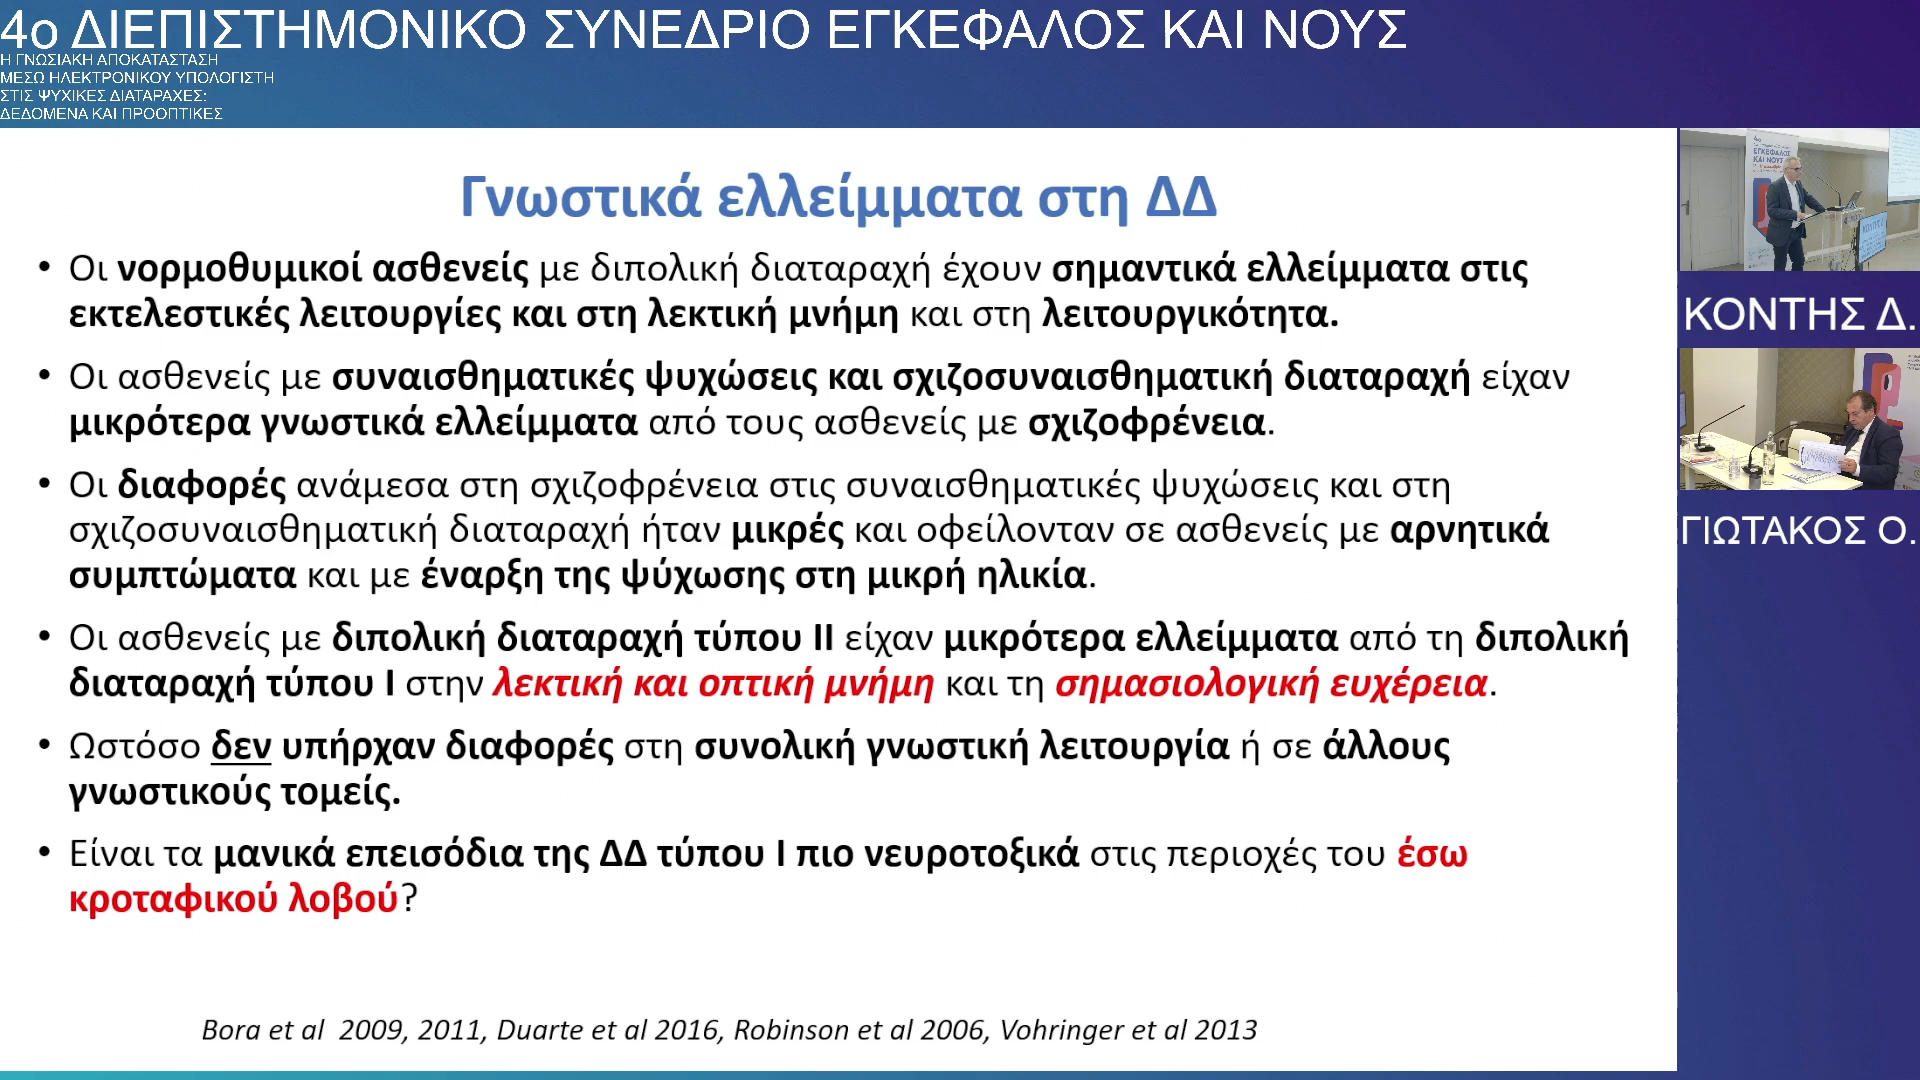 4ο ΔΙΕΠΙΣΤΗΜΟΝΙΚΟ ΣΥΝΕΔΡΙΟ ΕΓΚΕΦΑΛΟΣ ΚΑΙ ΝΟΥΣ
Η ΓΝΩΣΙΑΚΗ ΑΠΟΚΑΤΑΣΤΑΣΗ
ΜΕΣΩ ΗΛΕΚΤΡΟΝΙΚΟΥ ΥΠΟΛΟΓΙΣΤΗ
ΣΤΙΣ ΨΥΧΙΚΕΣ ΔΙΑΤΑΡΑΧΕΣ:
ΔΕΔΟΜΕΝΑ ΚΑΙ ΠΡΟΟΠΤΙΚΕΣ
Γνωστικά ελλείμματα στη ΔΔ
• Οι νορμοθυμικοί ασθενείς με διπολική διαταραχή έχουν σημαντικά ελλείμματα στις
εκτελεστικές λειτουργίες και στη λεκτική μνήμη και στη λειτουργικότητα.
• Οι ασθενείς με συναισθηματικές ψυχώσεις και σχιζοσυναισθηματική διαταραχή είχαν
μικρότερα γνωστικά ελλείμματα από τους ασθενείς με σχιζοφρένεια.
• Οι διαφορές ανάμεσα στη σχιζοφρένεια στις συναισθηματικές ψυχώσεις και στη
σχιζοσυναισθηματική διαταραχή ήταν μικρές και οφείλονταν σε ασθενείς με αρνητικά
συμπτώματα και με έναρξη της ψύχωσης στη μικρή ηλικία.
• Οι ασθενείς με διπολική διαταραχή τύπου ΙΙ είχαν μικρότερα ελλείμματα από τη διπολική
διαταραχή τύπου Ι στην λεκτική και οπτική μνήμη και τη σημασιολογική ευχέρεια.
• Ωστόσο δεν υπήρχαν διαφορές στη συνολική γνωστική λειτουργία ή σε άλλους
γνωστικούς τομείς.
• Είναι τα μανικά επεισόδια της ΔΔ τύπου Ι πιο νευροτοξικά στις περιοχές του έσω
κροταφικού λοβού?
Bora et al 2009, 2011, Duarte et al 2016, Robinson et al 2006, Vohringer et al 2013
ΕΓΚΕΦΑΛΟΣ
ΚΑΙ ΝΟΥΣ
ΚΟΝΤΗΣ Δ.
ΓΙΩΤΑΚΟΣ Ο.